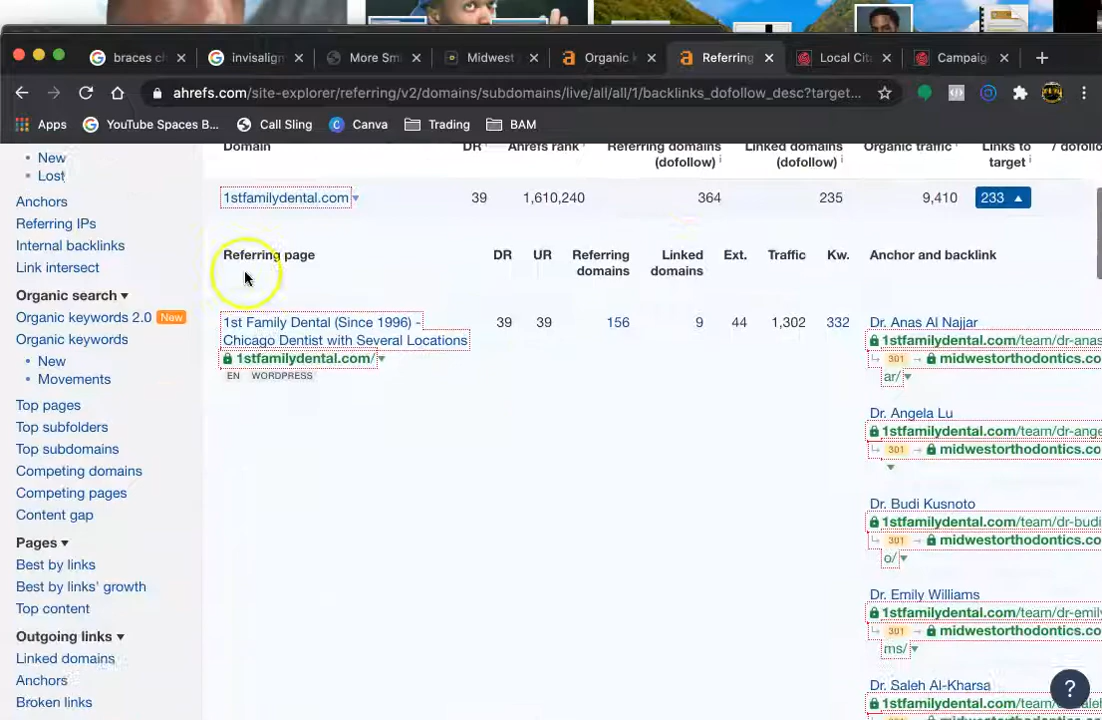 braces cl
invisalign
More Smi
Midwest
Organic k
Referring
Local Cita
Campaig
ahrefs.com/site-explorer/referring/v2/domains/subdomains/live/all/all/1/backlinks_dofollow_desc?target...
Apps
YouTube Spaces B...
Call Sling
Canva
Trading
BAM
New
Lost
Anchors
Referring IPs
Internal backlinks
Link intersect
Organic search
Organic keywords 2.0 New
Organic keywords
New
Movements
Top pages
Top subfolders
Top subdomains
Competing domains
Competing pages
Content gap
Pages
Best by links
Best by links' growth
Top content
Outgoing links
Linked domains
Anchors
Broken links
Domain DR Ahrefs rank Referring domains Linked domains Organic traffic Links to / dofollo
(dofollow) i (dofollow) i target i
1stfamilydental.com 39 1,610,240 364 235 9,410 233
Referring page DR UR Referring Linked Ext. Traffic Kw. Anchor and backlink
domains domains
1st Family Dental (Since 1996) - 39 39 156 9 44 1,302 332
Chicago Dentist with Several Locations
1stfamilydental.com/
EN WORDPRESS
Dr. Anas Al Najjar
1stfamilydental.com/team/dr-anas
301 → midwestorthodontics.co
ar/
Dr. Angela Lu
1stfamilydental.com/team/dr-ange
301 → midwestorthodontics.co
Dr. Budi Kusnoto
1stfamilydental.com/team/dr-budi
301 → midwestorthodontics.co
o/
Dr. Emily Williams
1stfamilydental.com/team/dr-emily
301 → midwestorthodontics.co
ms/
Dr. Saleh Al-Kharsa
?